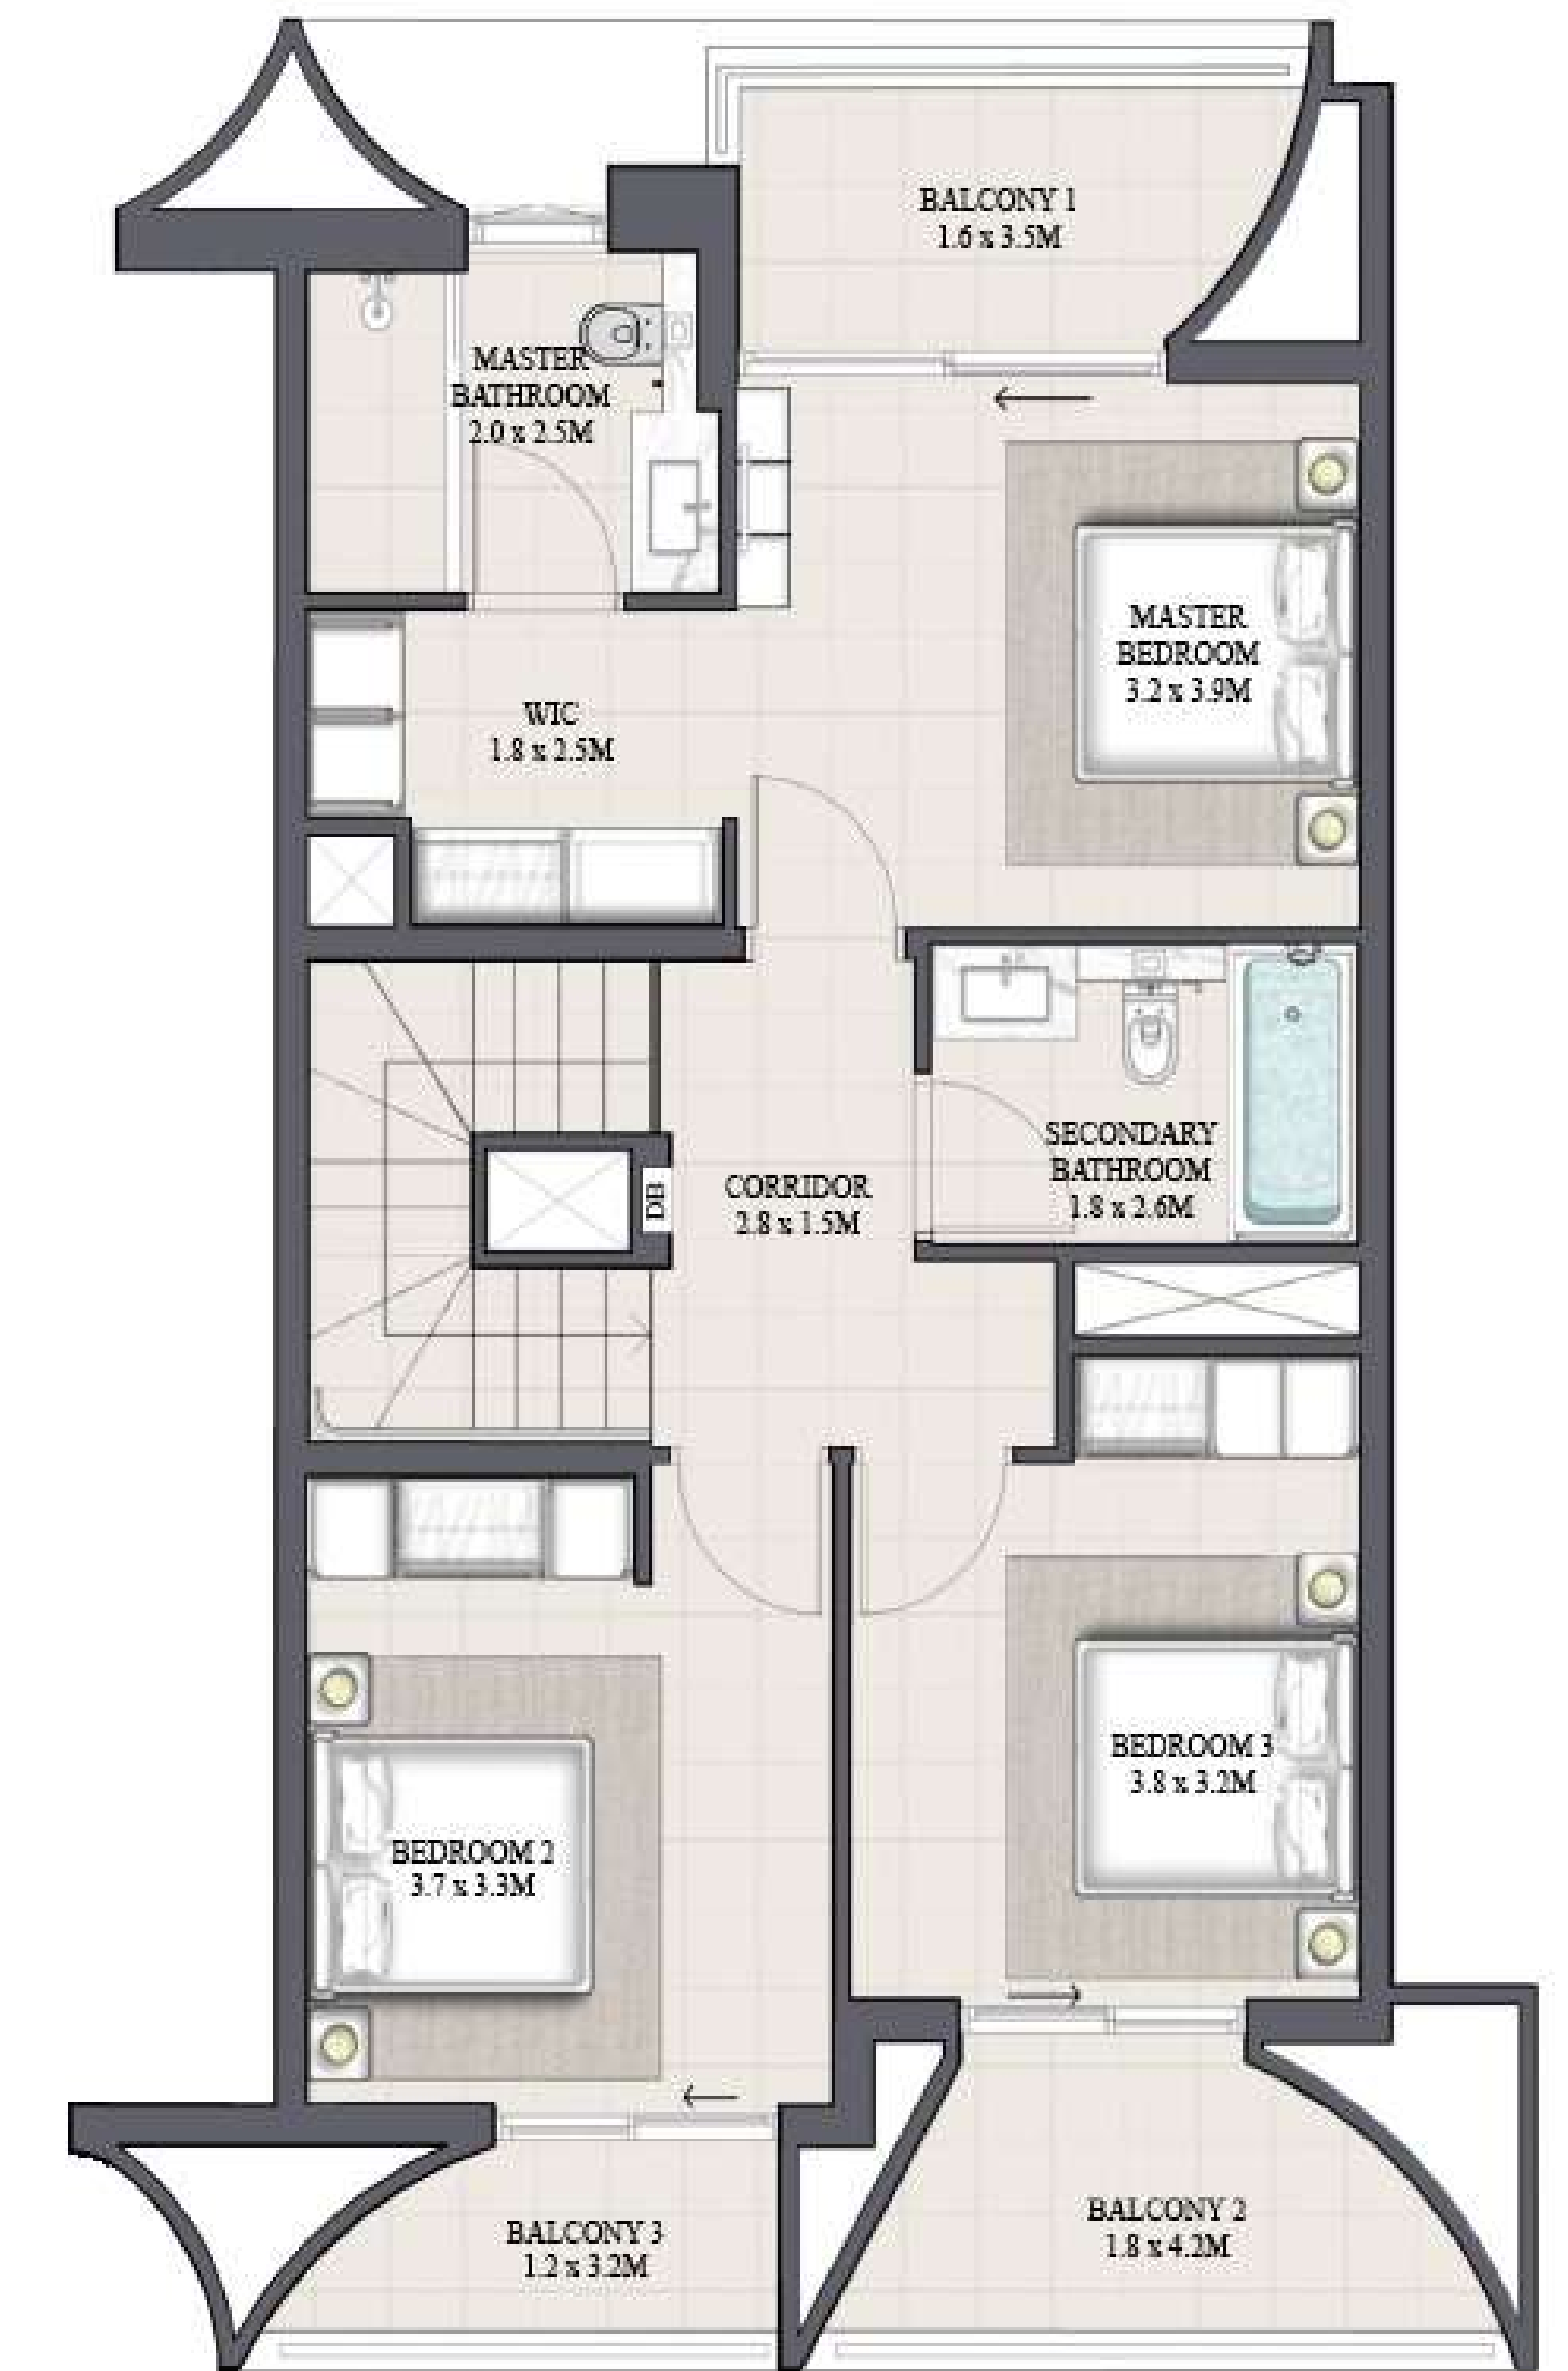 BALCONY 1
1.6 x 3.5M
MASTER
BATHROOM
2.0 x 2.5M
MASTER
BEDROOM
3.2 x 3.9M
WIC
1.8 x 2.5M
SECONDARY
BATHROOM
1.8 x 2.6M
CORRIDOR
2.8 x 1.5M
DB
BEDROOM 3
3.8 x 3.2M
BEDROOM 2
3.7 x 3.3M
BALCONY 2
1.8 x 4.2M
BALCONY 3
1.2 x 3.2M